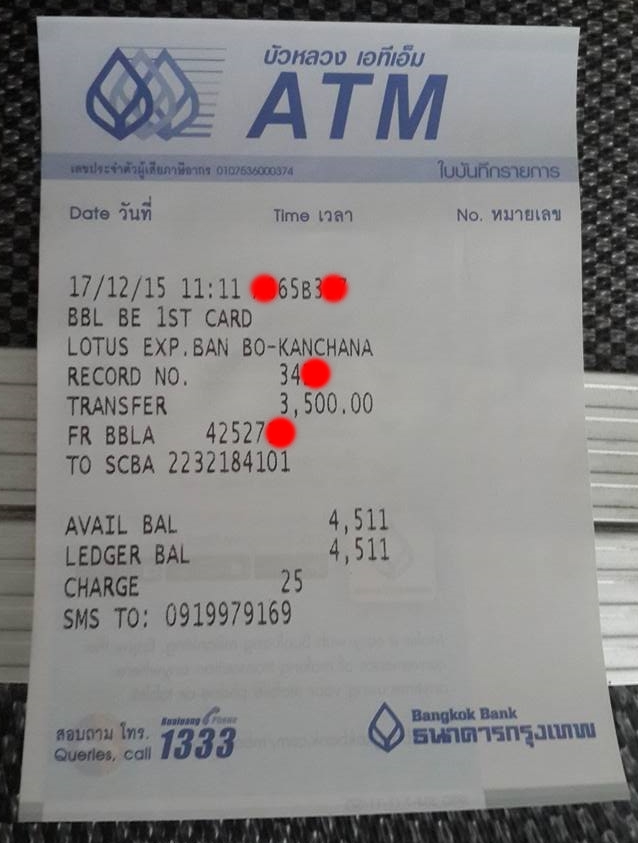 บัวหลวง เอทีเอ็ม
ATM
เลขประจำตัวผู้เสียภาษีอากร 0107536000374 ใบบันทึกรายการ
Date วันที่ Time เวลา No. หมายเลข
17/12/15 11:11 65B3
BBL BE 1ST CARD
LOTUS EXP.BAN BO-KANCHANA
RECORD NO. 34
TRANSFER 3,500.00
FR BBLA 42527
TO SCBA 2232184101
AVAIL BAL 4,511
LEDGER BAL 4,511
CHARGE 25
SMS TO: 0919979169
สอบถาม โทร. Bualuang Phone
Queries, call 1333
Bangkok Bank
ธนาคารกรุงเทพ